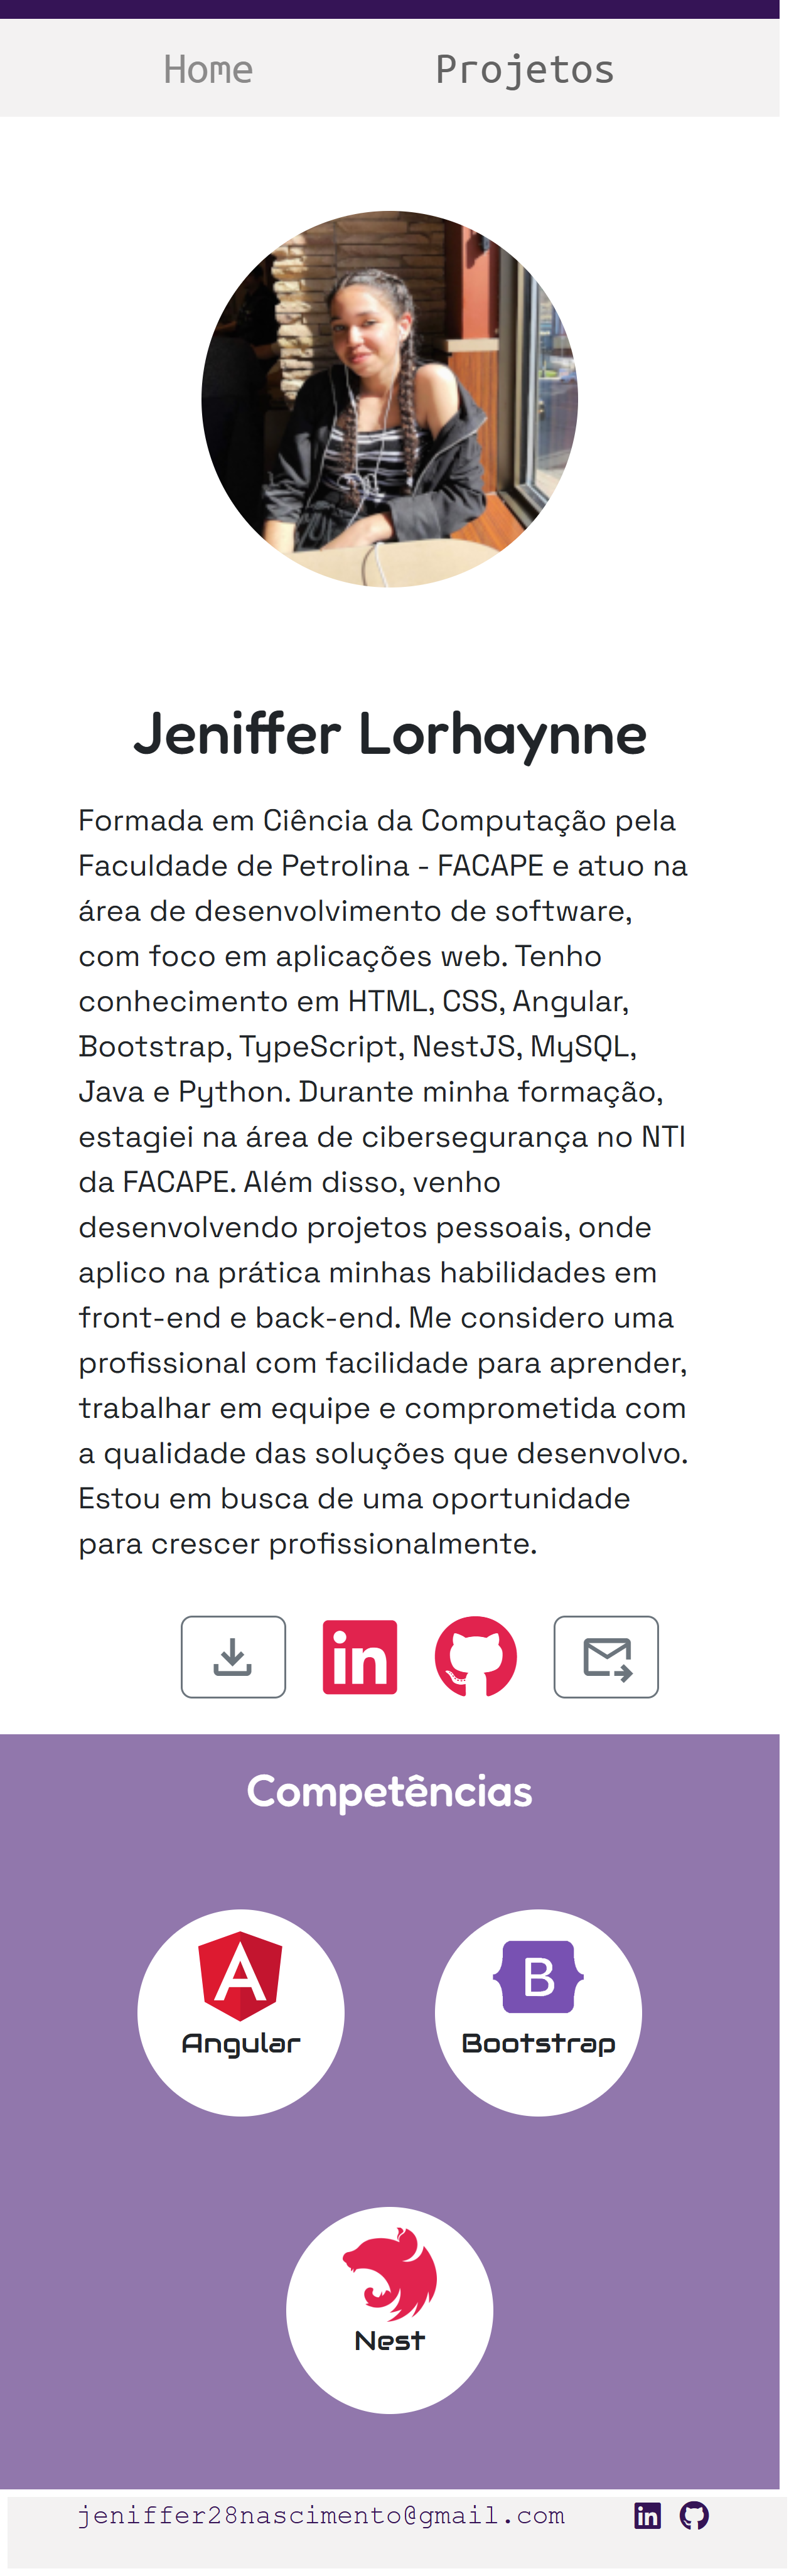 Home Projetos
Jeniffer Lorhaynne
Formada em Ciência da Computação pela
Faculdade de Petrolina - FACAPE e atuo na
área de desenvolvimento de software,
com foco em aplicações web. Tenho
conhecimento em HTML, CSS, Angular,
Bootstrap, TypeScript, NestJS, MySQL,
Java e Python. Durante minha formação,
estagiei na área de cibersegurança no NTI
da FACAPE. Além disso, venho
desenvolvendo projetos pessoais, onde
aplico na prática minhas habilidades em
front-end e back-end. Me considero uma
profissional com facilidade para aprender,
trabalhar em equipe e comprometida com
a qualidade das soluções que desenvolvo.
Estou em busca de uma oportunidade
para crescer profissionalmente.
in
Competências
A B
Angular Bootstrap
Nest
jeniffer28nascimento@gmail.com in